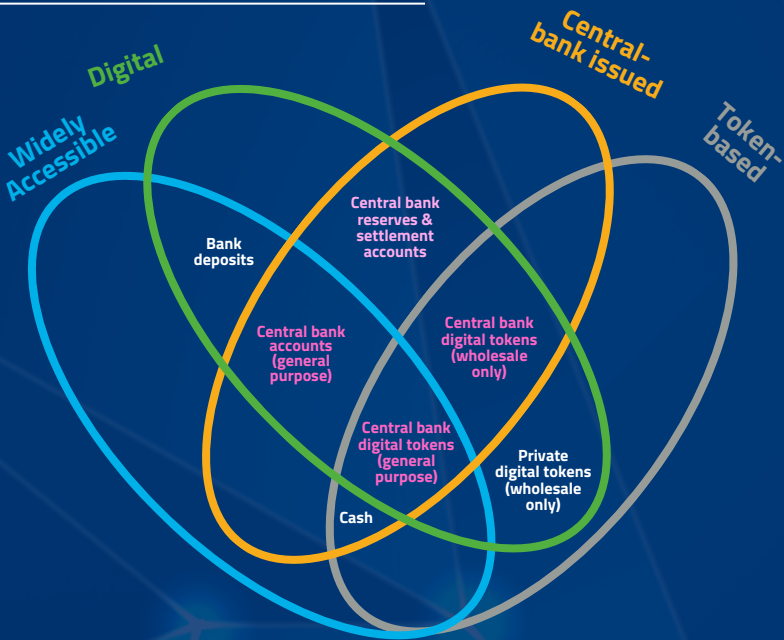 Digital
Central-
bank issued
Widely
Accessible
Token-
based
Central bank
reserves &
settlement
accounts
Bank
deposits
Central bank
accounts
(general
purpose)
Central bank
digital tokens
(wholesale
only)
Central bank
digital tokens
(general
purpose)
Private
digital tokens
(wholesale
only)
Cash